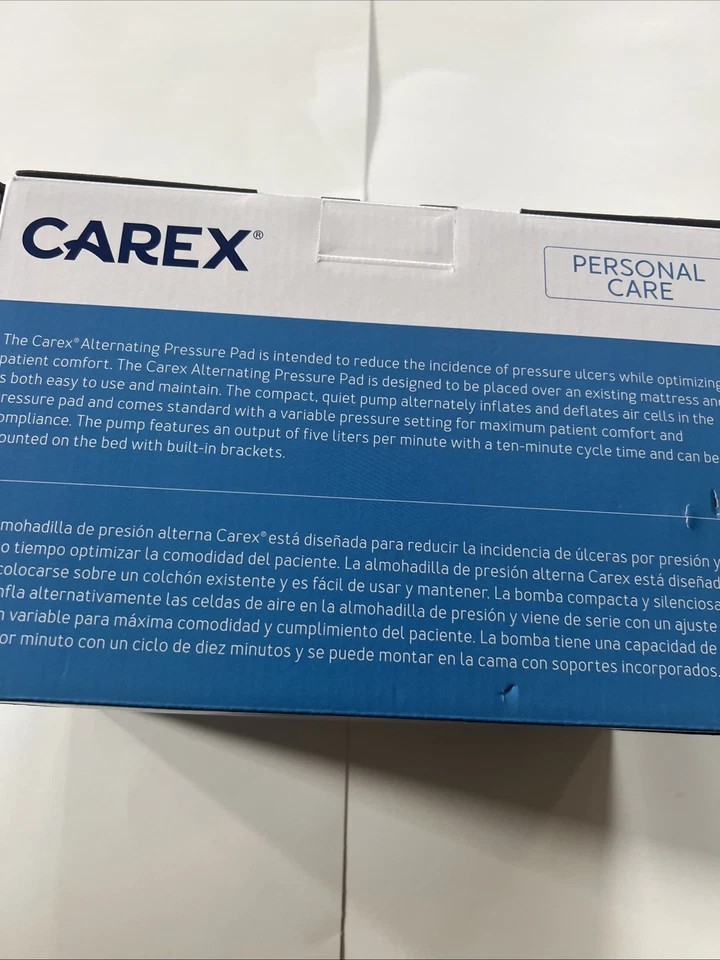 CAREX®
PERSONAL
CARE
The Carex® Alternating Pressure Pad is intended to reduce the incidence of pressure ulcers while optimizing
patient comfort. The Carex Alternating Pressure Pad is designed to be placed over an existing mattress an
s both easy to use and maintain. The compact, quiet pump alternately inflates and deflates air cells in the
ressure pad and comes standard with a variable pressure setting for maximum patient comfort and
ompliance. The pump features an output of five liters per minute with a ten-minute cycle time and can be
ounted on the bed with built-in brackets.
lmohadilla de presión alterna Carex® está diseñada para reducir la incidencia de úlceras por presión y
o tiempo optimizar la comodidad del paciente. La almohadilla de presión alterna Carex está diseñad
colocarse sobre un colchón existente y es fácil de usar y mantener. La bomba compacta y silenciosa
nfla alternativamente las celdas de aire en la almohadilla de presión y viene de serie con un ajuste
n variable para máxima comodidad y cumplimiento del paciente. La bomba tiene una capacidad de
or minuto con un ciclo de diez minutos y se puede montar en la cama con soportes incorporados.